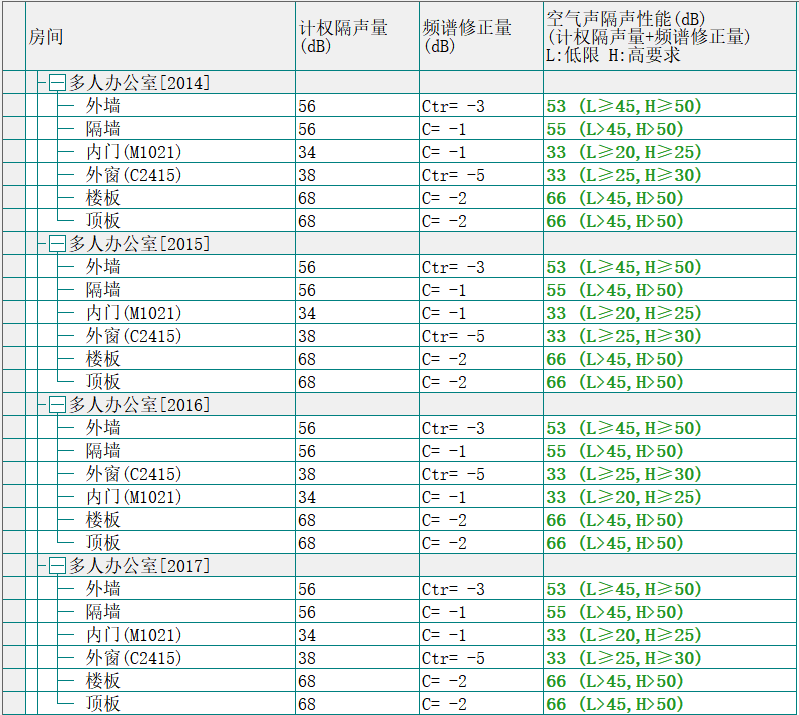 房间 计权隔声量(dB) 频谱修正量(dB) 空气声隔声性能(dB)
(计权隔声量+频谱修正量)
L:低限 H:高要求
多人办公室[2014]
外墙 56 Ctr= -3 53 (L≥45,H≥50)
隔墙 56 C= -1 55 (L>45,H>50)
内门(M1021) 34 C= -1 33 (L≥20,H≥25)
外窗(C2415) 38 Ctr= -5 33 (L≥25,H≥30)
楼板 68 C= -2 66 (L>45,H>50)
顶板 68 C= -2 66 (L>45,H>50)
多人办公室[2015]
外墙 56 Ctr= -3 53 (L≥45,H≥50)
隔墙 56 C= -1 55 (L>45,H>50)
内门(M1021) 34 C= -1 33 (L≥20,H≥25)
外窗(C2415) 38 Ctr= -5 33 (L≥25,H≥30)
楼板 68 C= -2 66 (L>45,H>50)
顶板 68 C= -2 66 (L>45,H>50)
多人办公室[2016]
外墙 56 Ctr= -3 53 (L≥45,H≥50)
隔墙 56 C= -1 55 (L>45,H>50)
外窗(C2415) 38 Ctr= -5 33 (L≥25,H≥30)
内门(M1021) 34 C= -1 33 (L≥20,H≥25)
楼板 68 C= -2 66 (L>45,H>50)
顶板 68 C= -2 66 (L>45,H>50)
多人办公室[2017]
外墙 56 Ctr= -3 53 (L≥45,H≥50)
隔墙 56 C= -1 55 (L>45,H>50)
内门(M1021) 34 C= -1 33 (L≥20,H≥25)
外窗(C2415) 38 Ctr= -5 33 (L≥25,H≥30)
楼板 68 C= -2 66 (L>45,H>50)
顶板 68 C= -2 66 (L>45,H>50)